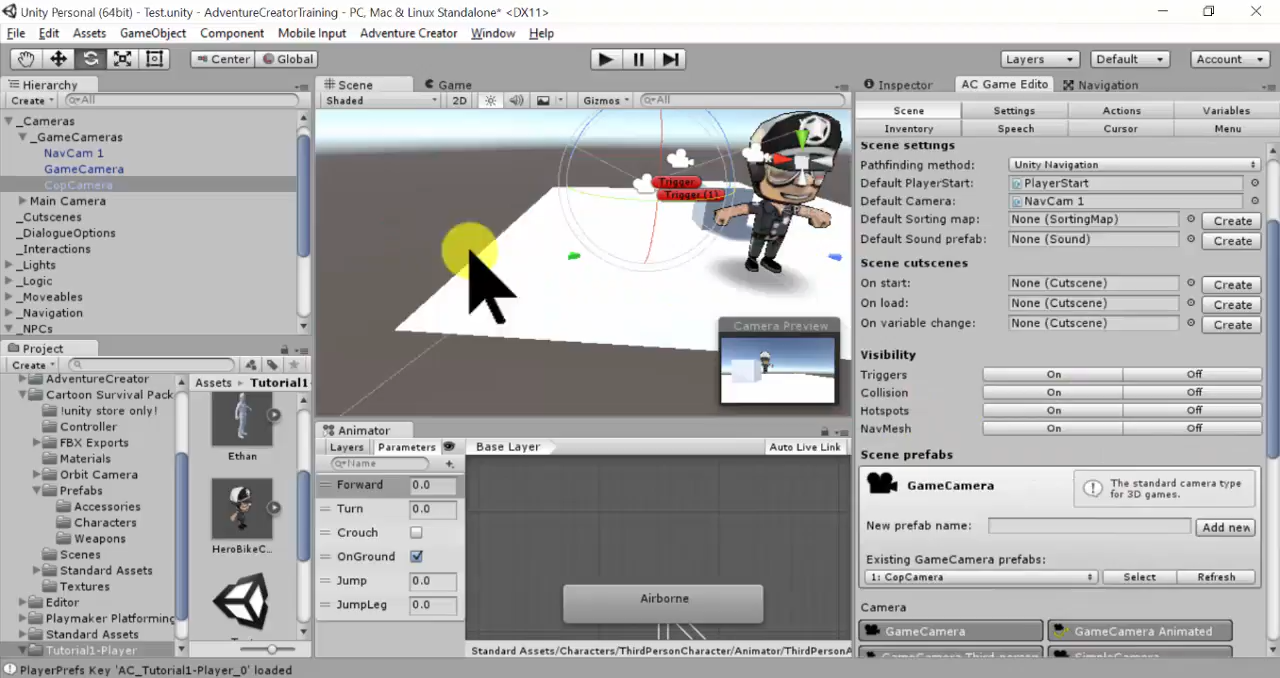 Unity Personal (64bit) - Test.unity - AdventureCreatorTraining - PC, Mac & Linux Standalone* <DX11>
File Edit Assets GameObject Component Mobile Input Adventure Creator Window Help
Center Global Layers Default Account
Hierarchy
Create All
_Cameras
_GameCameras
NavCam 1
GameCamera
CopCamera
Main Camera
_Cutscenes
_DialogueOptions
_Interactions
_Lights
_Logic
_Moveables
_Navigation
_NPCs
Scene Game
Shaded 2D Gizmos All
Trigger
Trigger (1)
Camera Preview
Project
Create
AdventureCreator
Cartoon Survival Pack
!unity store only!
Controller
FBX Exports
Materials
Orbit Camera
Prefabs
Accessories
Characters
Weapons
Scenes
Standard Assets
Textures
Editor
Playmaker Platforming
Standard Assets
Tutorial1-Player
Assets Tutorial1-
Ethan
HeroBikeC...
Animator
Layers Parameters Base Layer Auto Live Link
Name
Forward 0.0
Turn 0.0
Crouch
OnGround
Jump 0.0
JumpLeg 0.0
Airborne
Standard Assets/Characters/ThirdPersonCharacter/Animator/ThirdPersonA
Inspector AC Game Edito Navigation
Scene Settings Actions Variables
Inventory Speech Cursor Menu
Scene settings
Pathfinding method: Unity Navigation
Default PlayerStart: PlayerStart
Default Camera: NavCam 1
Default Sorting map: None (SortingMap) Create
Default Sound prefab: None (Sound) Create
Scene cutscenes
On start: None (Cutscene) Create
On load: None (Cutscene) Create
On variable change: None (Cutscene) Create
Visibility
Triggers On Off
Collision On Off
Hotspots On Off
NavMesh On Off
Scene prefabs
GameCamera
The standard camera type
for 3D games.
New prefab name: Add new
Existing GameCamera prefabs:
1: CopCamera Select Refresh
Camera
GameCamera GameCamera Animated
GameCamera Third-person SimpleCamera
PlayerPrefs Key 'AC_Tutorial1-Player_0' loaded